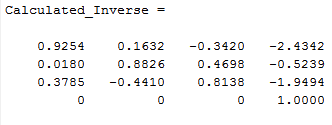 Calculated_Inverse =
0.9254 0.1632 -0.3420 -2.4342
0.0180 0.8826 0.4698 -0.5239
0.3785 -0.4410 0.8138 -1.9494
0 0 0 1.0000